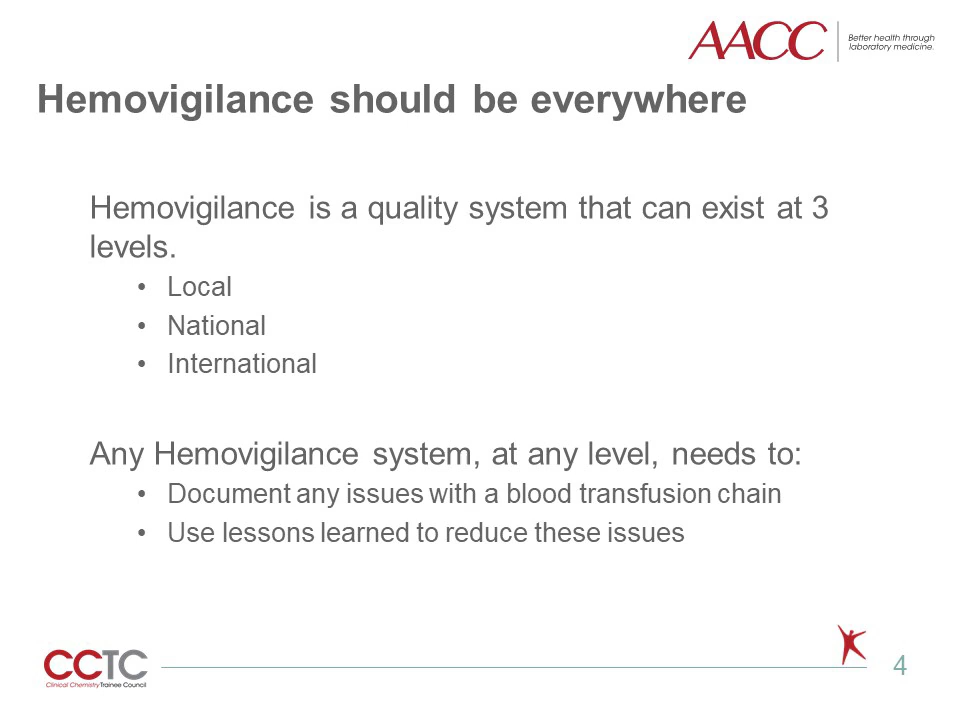 AACC
Better health through
laboratory medicine.
Hemovigilance should be everywhere
Hemovigilance is a quality system that can exist at 3
levels.
• Local
• National
• International
Any Hemovigilance system, at any level, needs to:
• Document any issues with a blood transfusion chain
• Use lessons learned to reduce these issues
CCTC
Clinical Chemistry Trainee Council
4